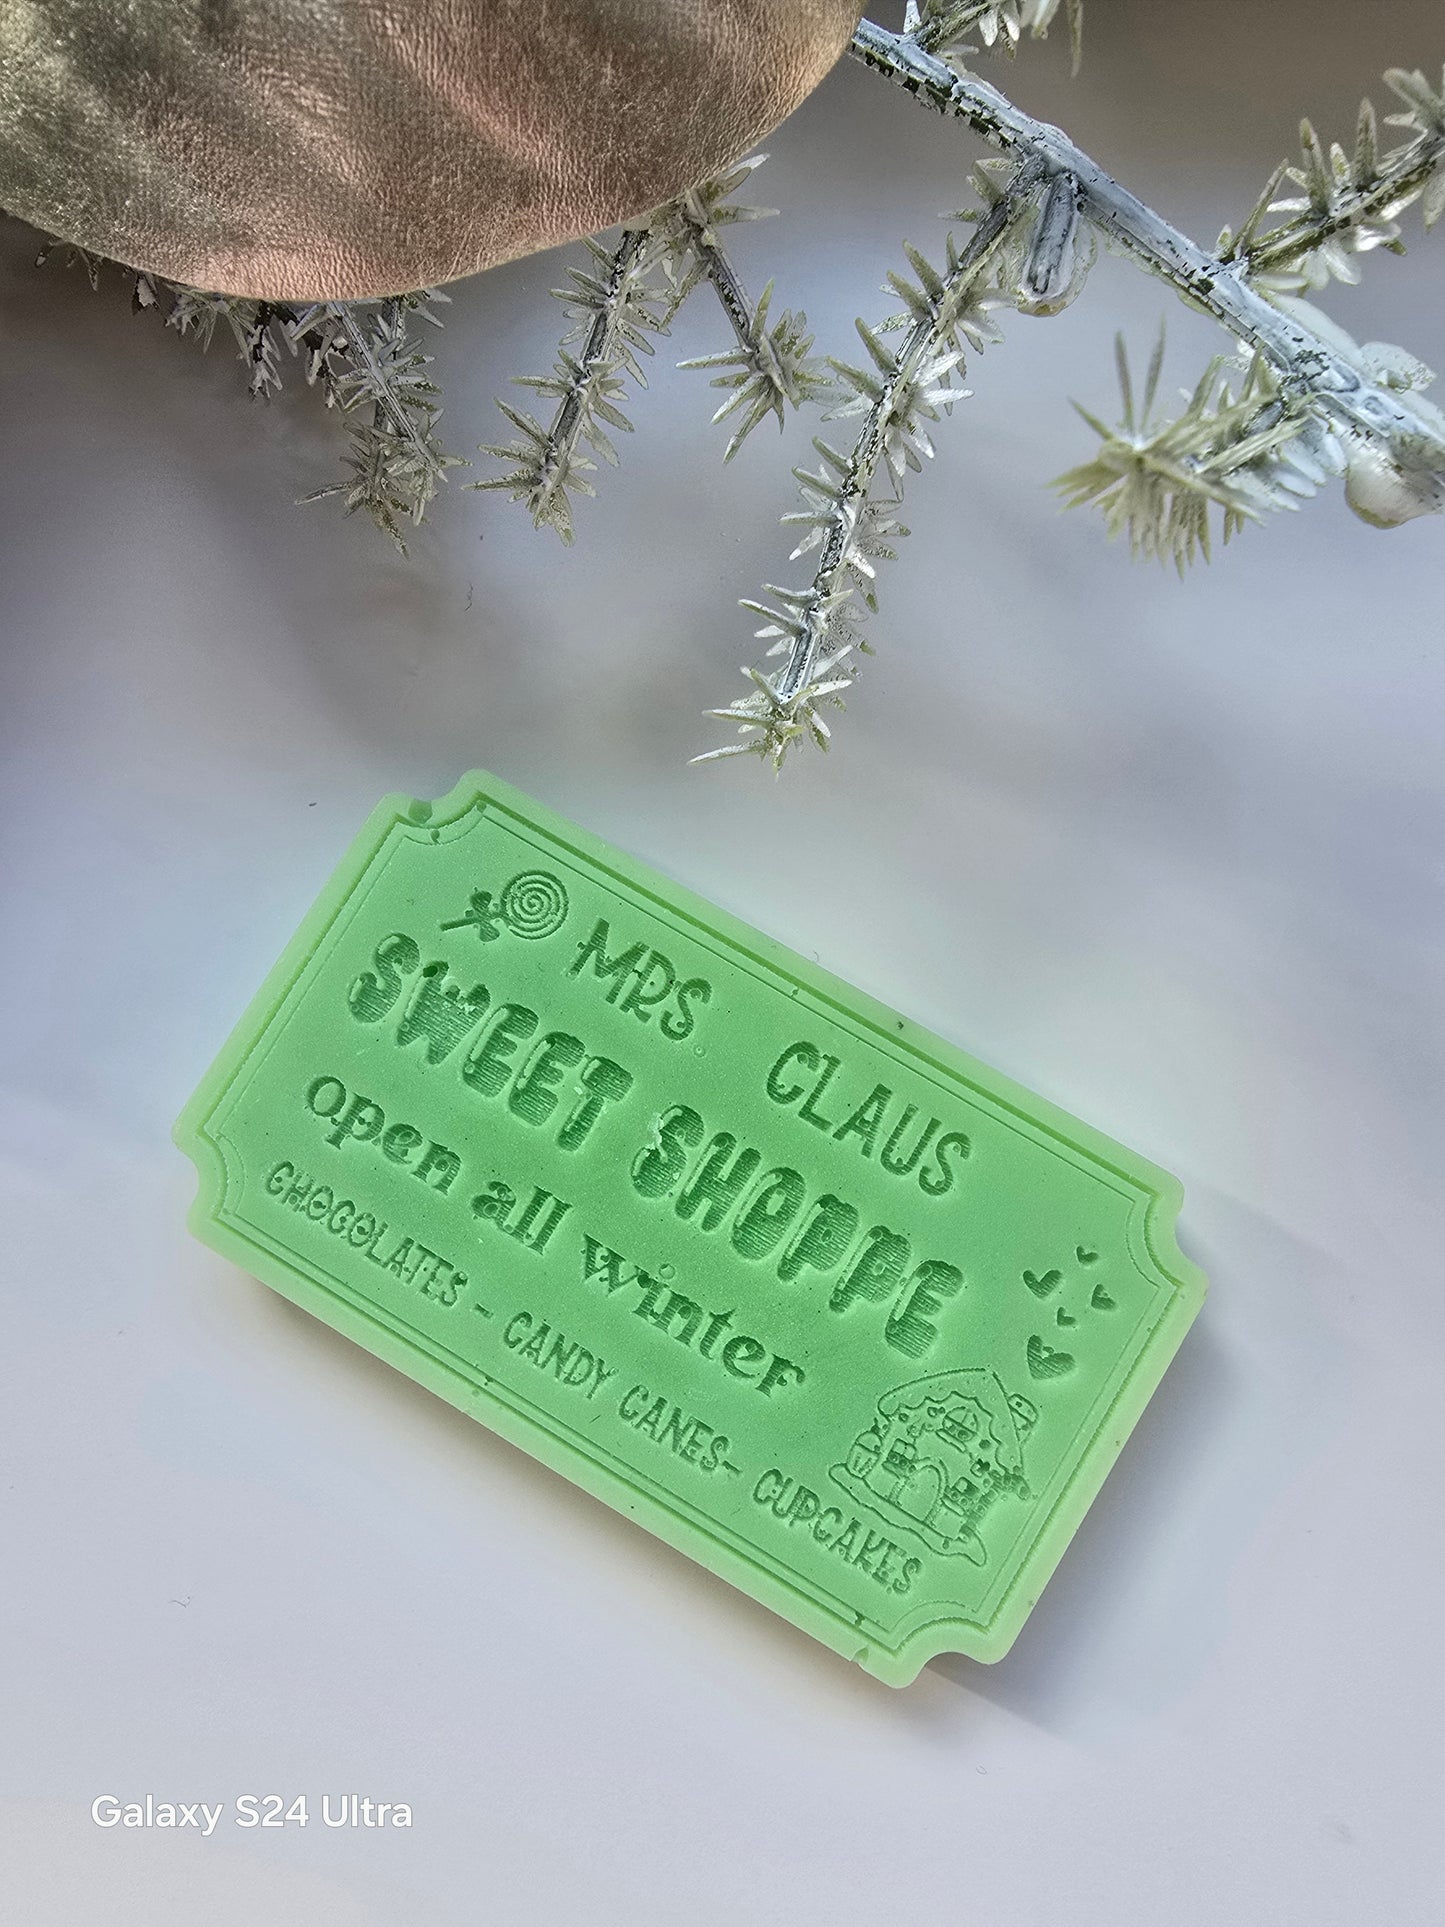 MRS CLAUS
SWEET SHOPPE
open all winter
CHOCOLATES - CANDY CANES- CUPCAKES
Galaxy S24 Ultra